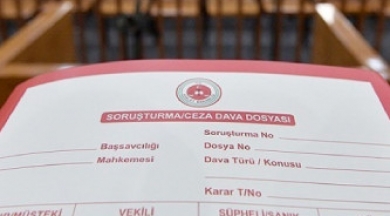 SORUŞTURMA/CEZA DAVA DOSYASI
Soruşturma No
Başsavcılığı Dosya No
Mahkemesi Dava Türü / Konusu
Karar T/No
VEKİLİ ŞÜPHELİ/SANIK